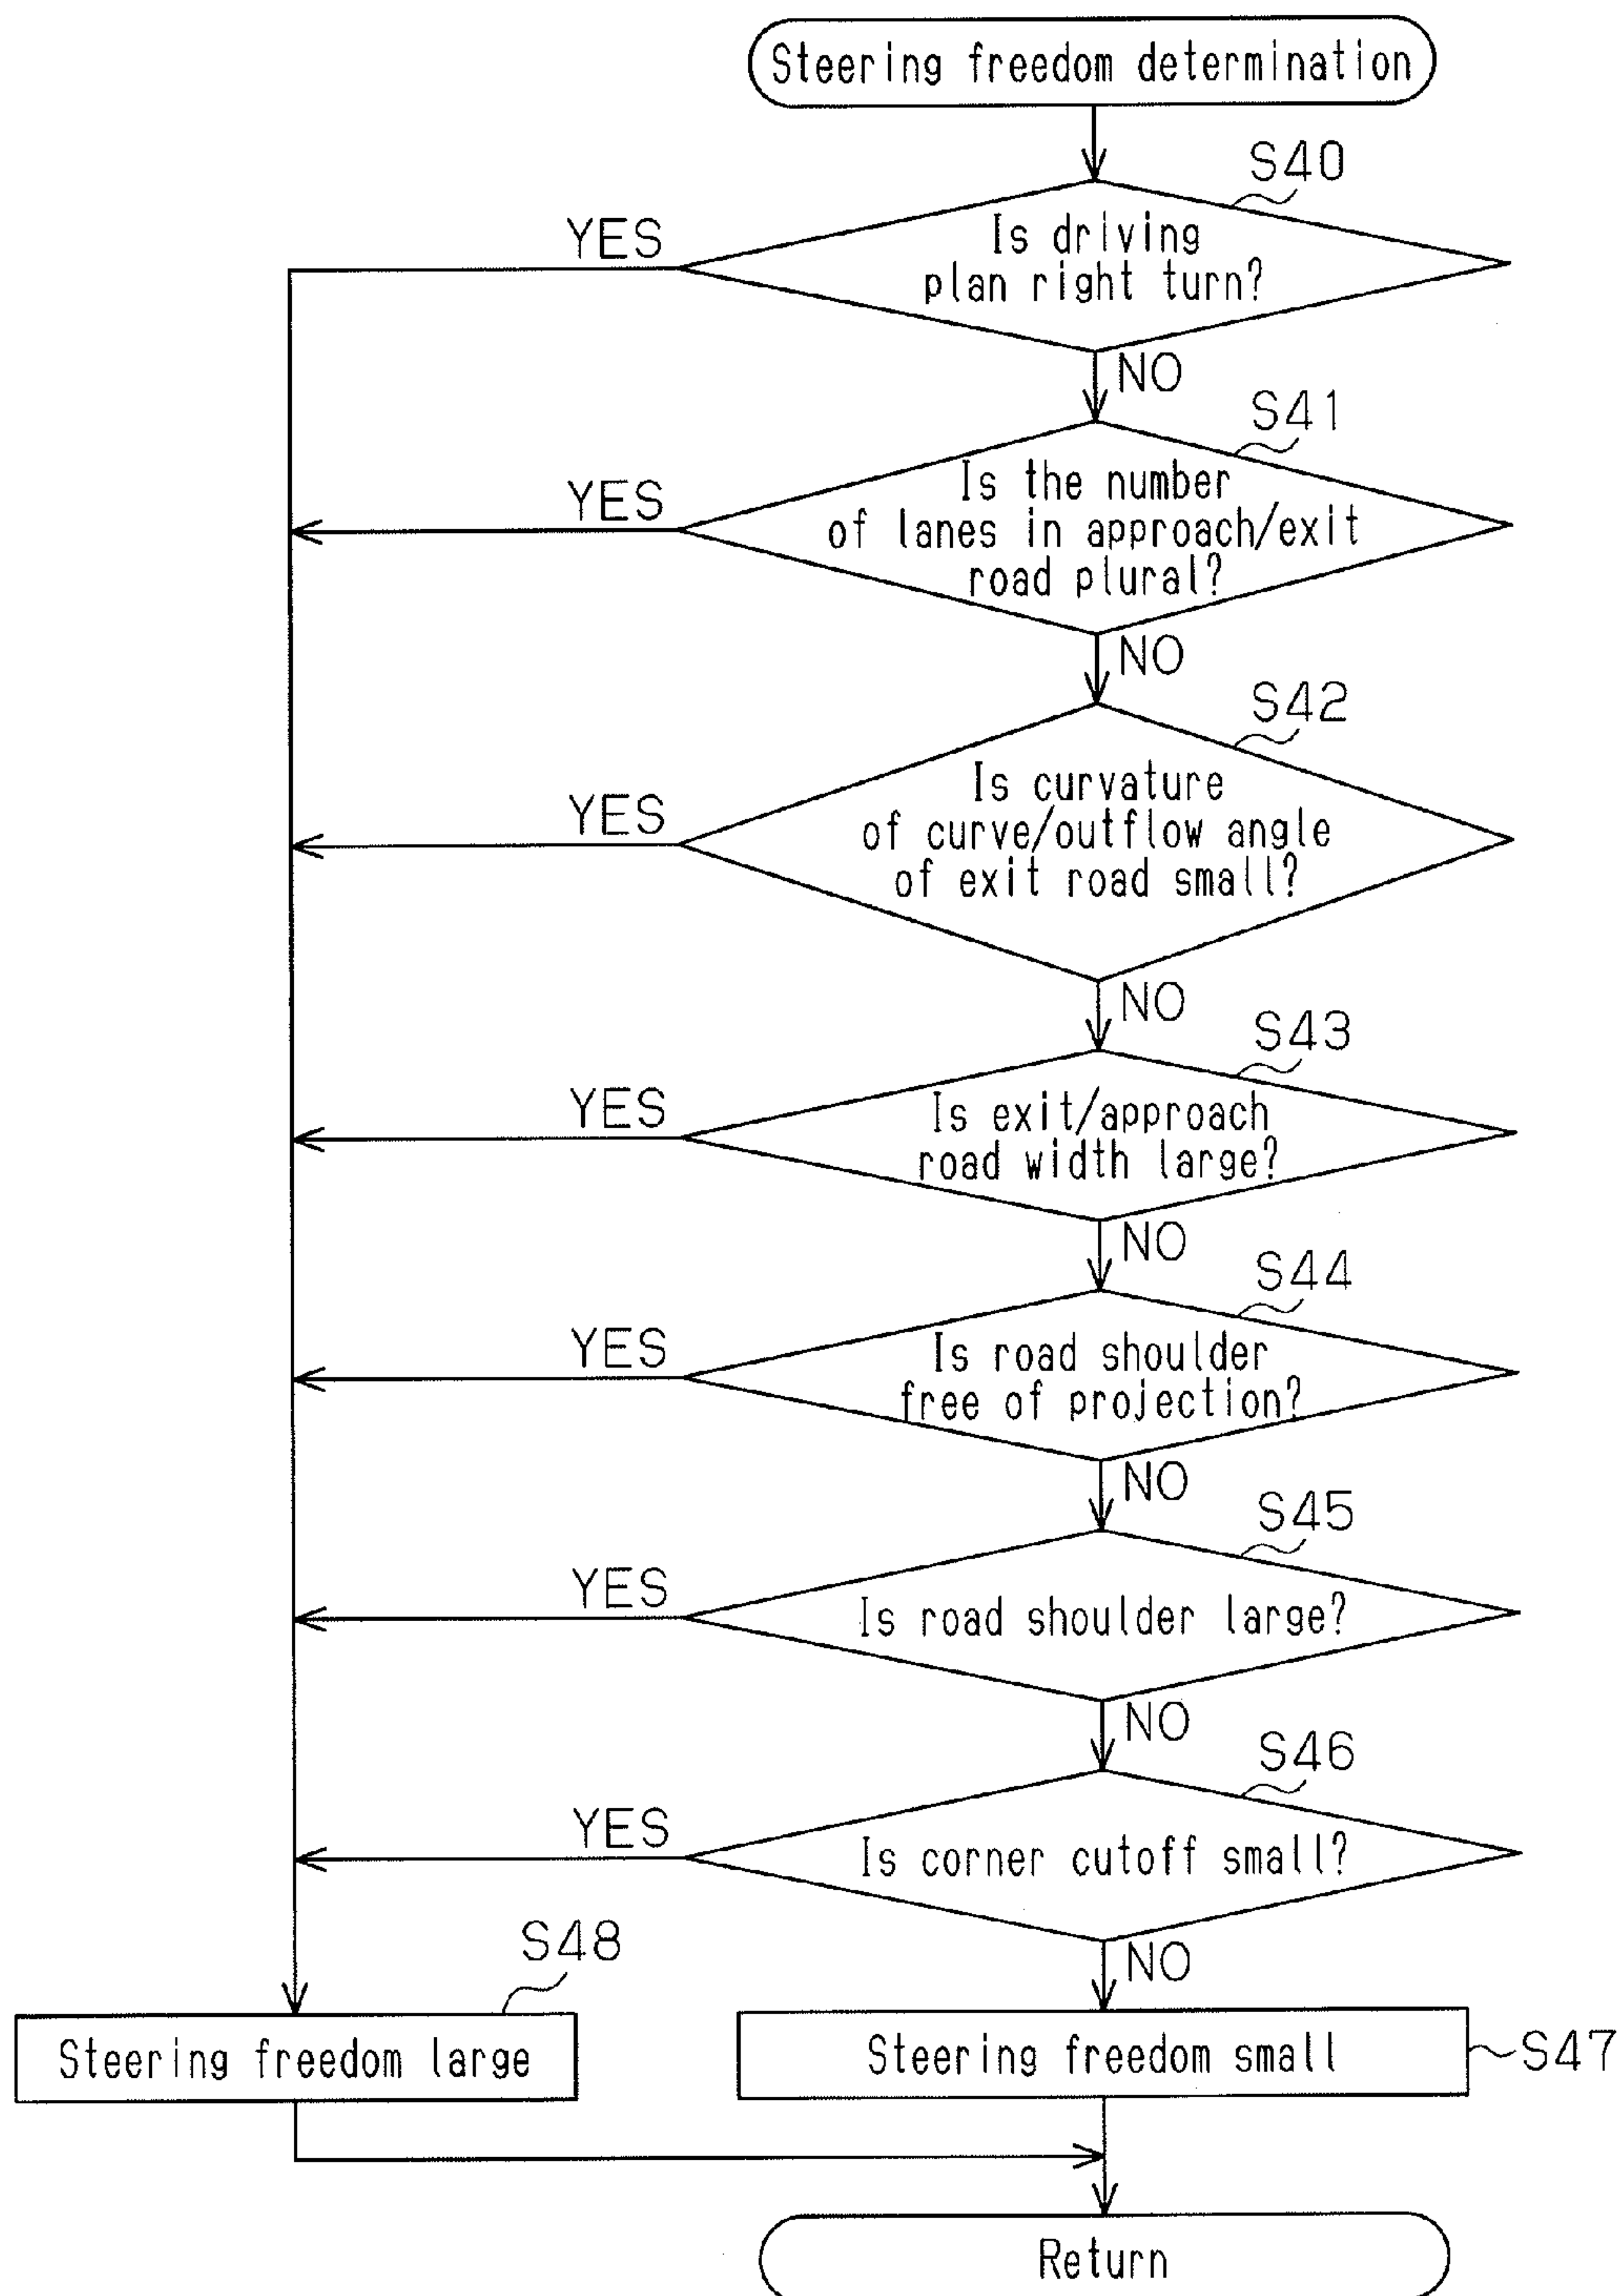 Steering freedom determination
S40
Is driving
plan right turn?
YES
NO
S41
Is the number
of lanes in approach/exit
road plural?
YES
NO
S42
Is curvature
of curve/outflow angle
of exit road small?
YES
NO
S43
Is exit/approach
road width large?
YES
NO
S44
Is road shoulder
free of projection?
YES
NO
S45
Is road shoulder large?
YES
NO
S46
Is corner cutoff small?
YES
NO
S48
Steering freedom large
Steering freedom small
S47
Return